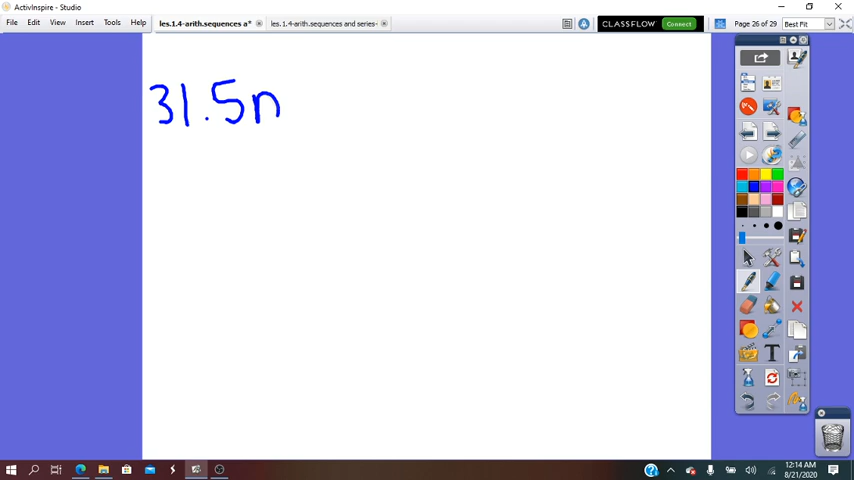 ActivInspire - Studio
File Edit View Insert Tools Help
les.1.4-arith.sequences a*
les.1.4-arith.sequences and series-
CLASSFLOW Connect
Page 26 of 29
Best Fit
31.5n
T
12:14 AM
8/21/2020